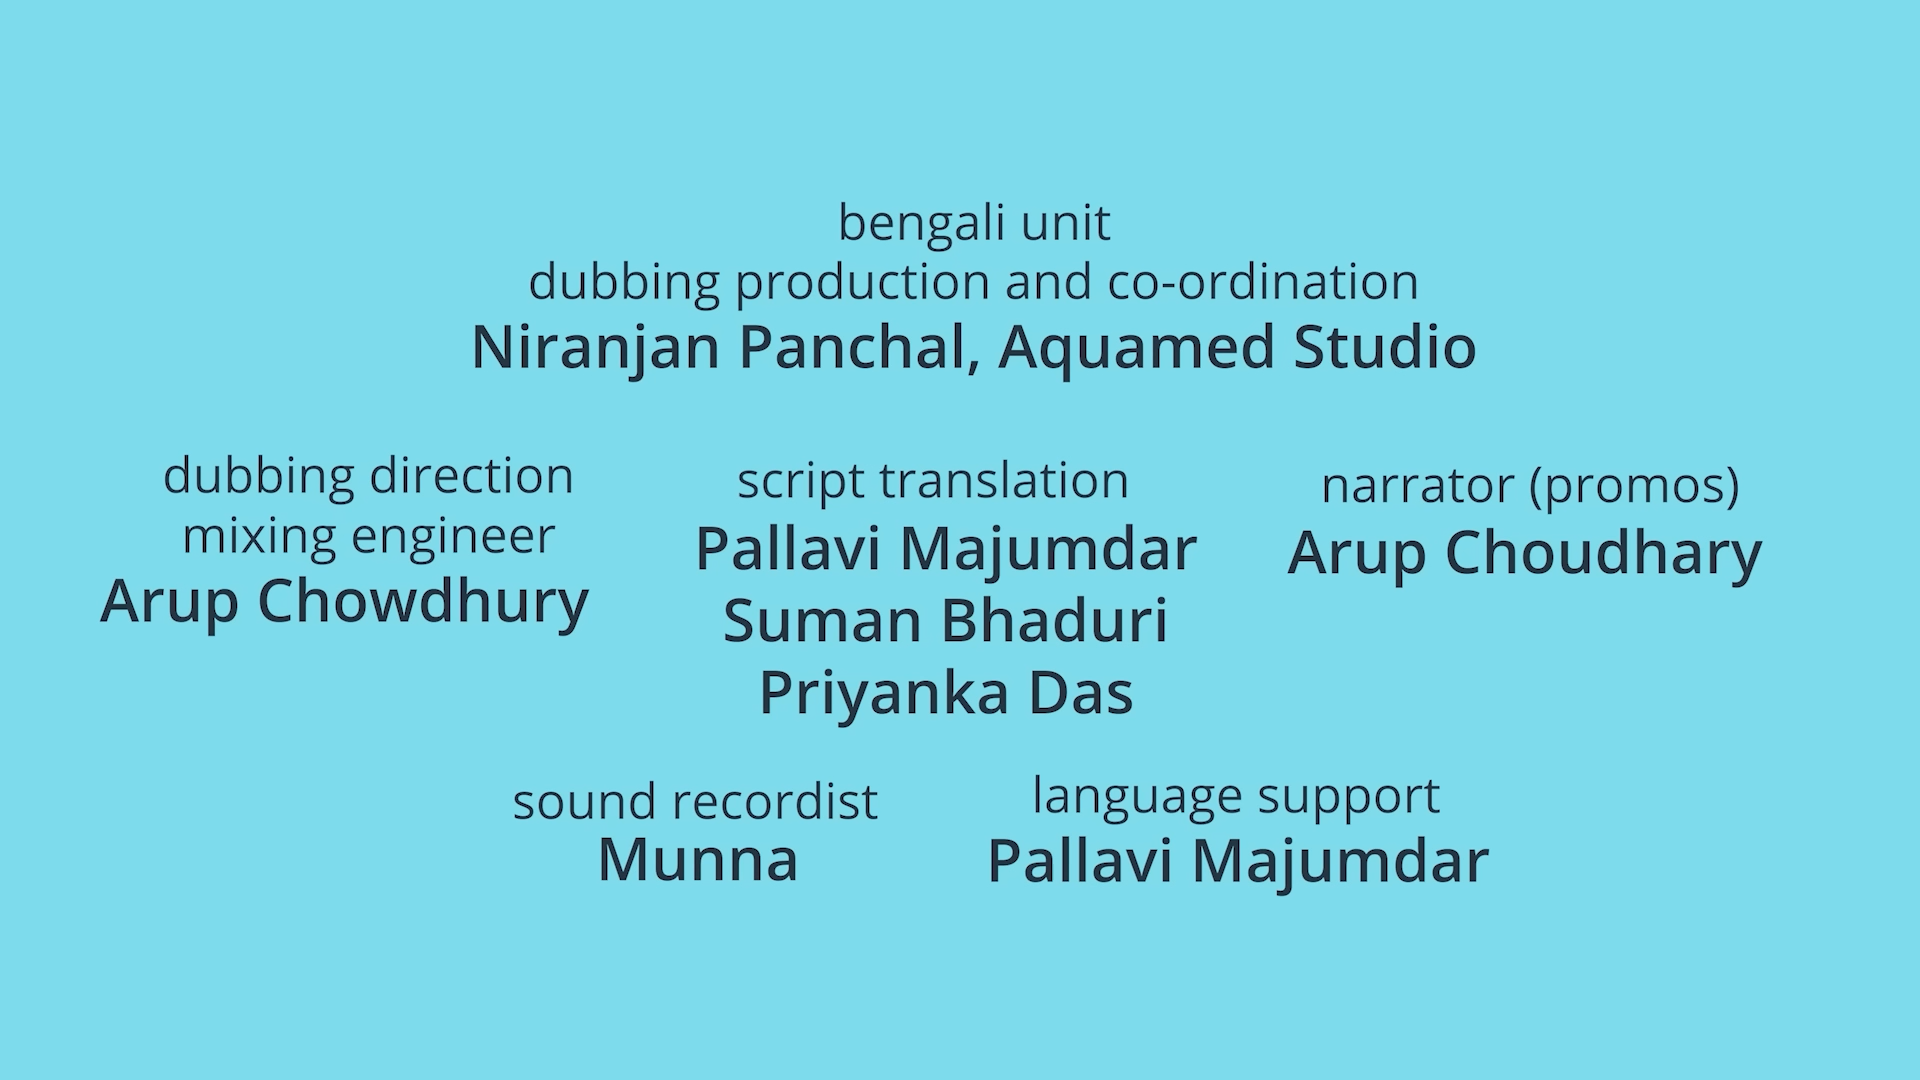 bengali unit
dubbing production and co-ordination
Niranjan Panchal, Aquamed Studio
dubbing direction
mixing engineer
Arup Chowdhury
script translation
Pallavi Majumdar
Suman Bhaduri
Priyanka Das
narrator (promos)
Arup Choudhary
sound recordist
Munna
language support
Pallavi Majumdar